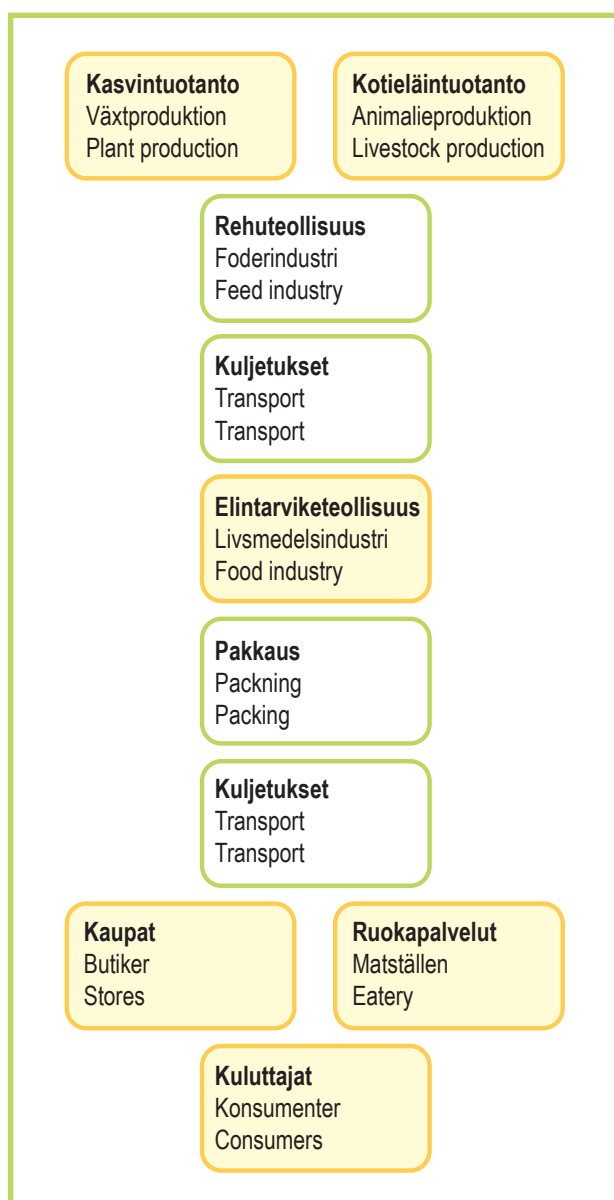 Kasvintuotanto
Växtproduktion
Plant production
Kotieläintuotanto
Animalieproduktion
Livestock production
Rehuteollisuus
Foderindustri
Feed industry
Kuljetukset
Transport
Transport
Elintarviketeollisuus
Livsmedelsindustri
Food industry
Pakkaus
Packning
Packing
Kuljetukset
Transport
Transport
Kaupat
Butiker
Stores
Ruokapalvelut
Matställen
Eatery
Kuluttajat
Konsumenter
Consumers